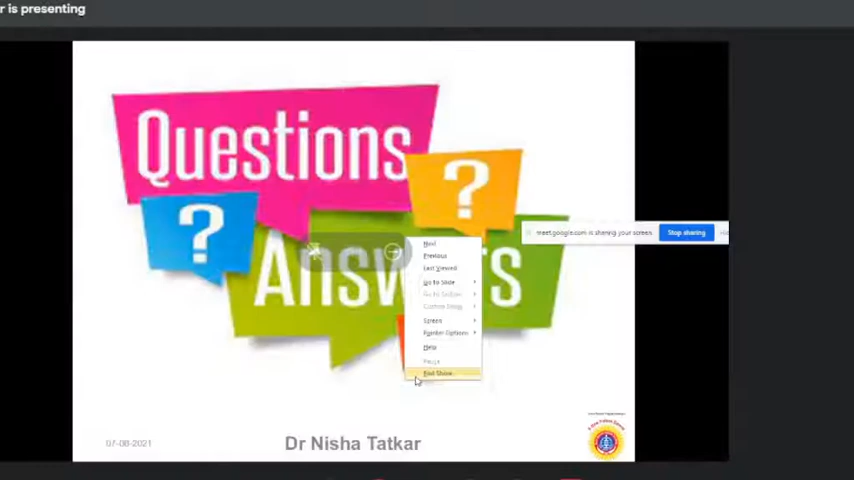 r is presenting
Questions
?
?
Answers
meet.google.com is sharing your screen.
Stop sharing
Next
Previous
Last Viewed
Go to Slide
Screen
Pointer Options
Help
Pause
End Show
07-08-2021
Dr Nisha Tatkar